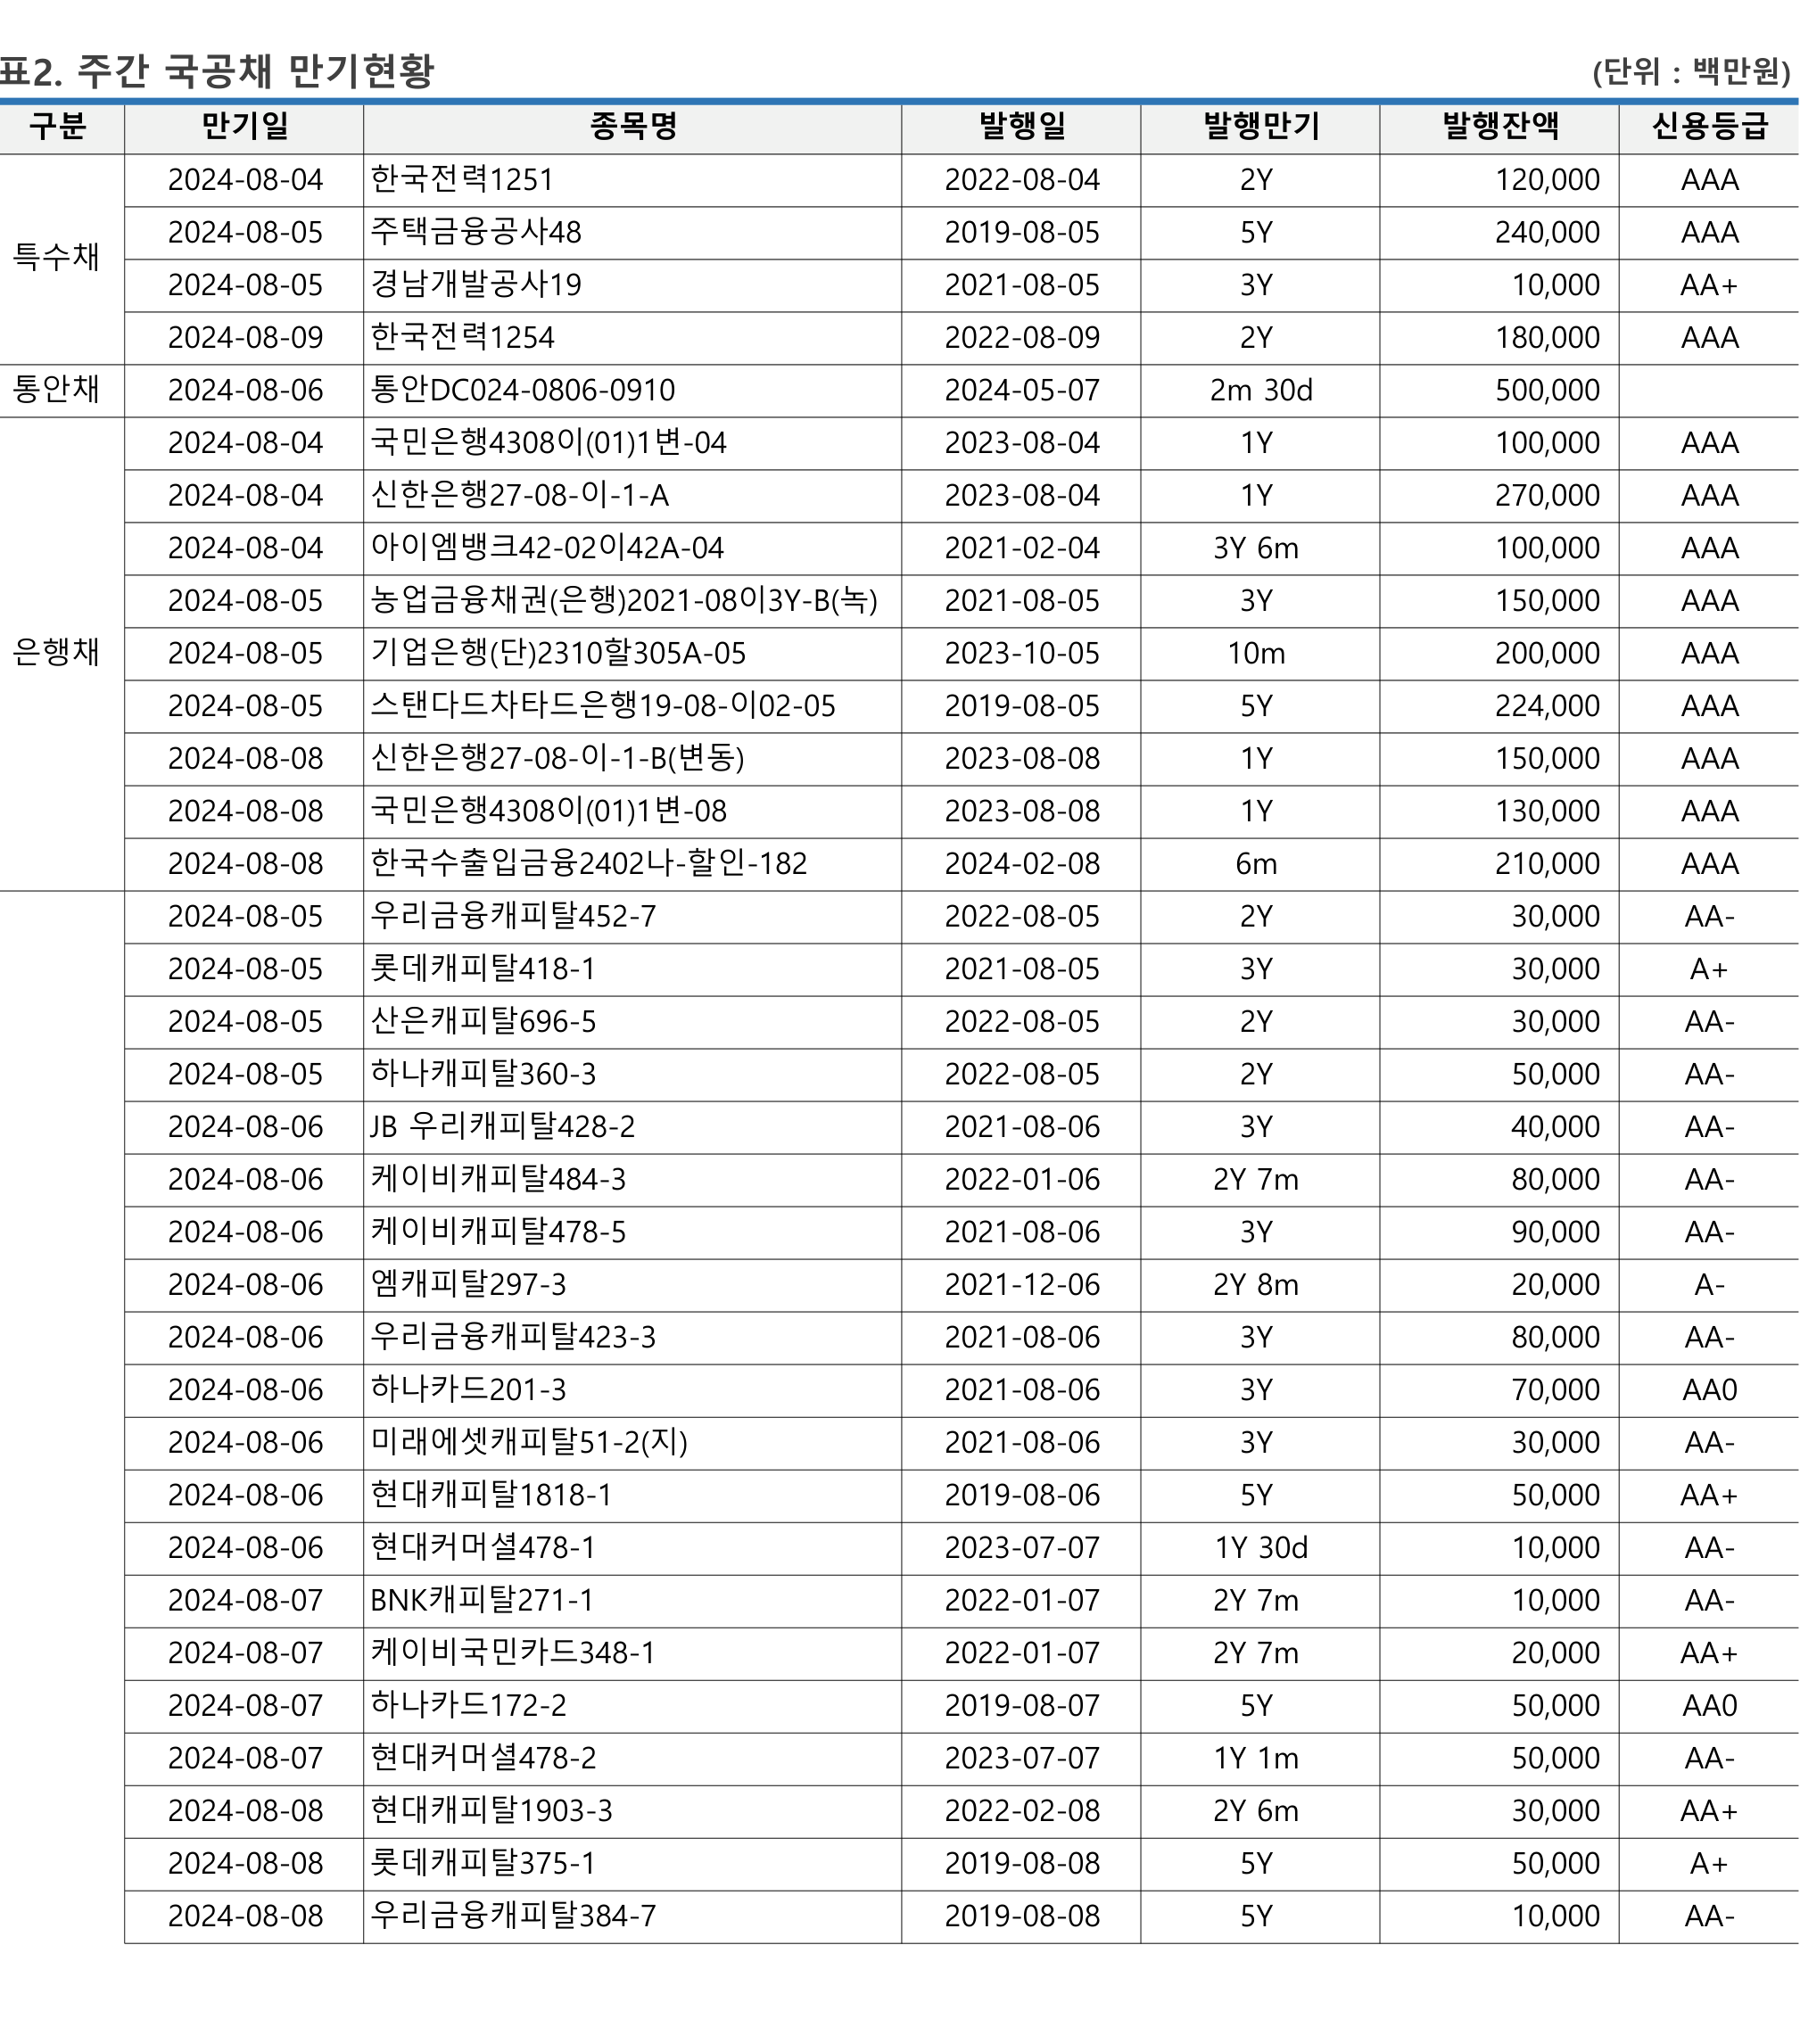 표2. 주간 국공채 만기현황 (단위 : 백만원)
구분 만기일 종목명 발행일 발행만기 발행잔액 신용등급
특수채 2024-08-04 한국전력1251 2022-08-04 2Y 120,000 AAA
2024-08-05 주택금융공사48 2019-08-05 5Y 240,000 AAA
2024-08-05 경남개발공사19 2021-08-05 3Y 10,000 AA+
2024-08-09 한국전력1254 2022-08-09 2Y 180,000 AAA
통안채 2024-08-06 통안DC024-0806-0910 2024-05-07 2m 30d 500,000
은행채 2024-08-04 국민은행4308이(01)1변-04 2023-08-04 1Y 100,000 AAA
2024-08-04 신한은행27-08-이-1-A 2023-08-04 1Y 270,000 AAA
2024-08-04 아이엠뱅크42-02이42A-04 2021-02-04 3Y 6m 100,000 AAA
2024-08-05 농업금융채권(은행)2021-08이3Y-B(녹) 2021-08-05 3Y 150,000 AAA
2024-08-05 기업은행(단)2310할305A-05 2023-10-05 10m 200,000 AAA
2024-08-05 스탠다드차타드은행19-08-이02-05 2019-08-05 5Y 224,000 AAA
2024-08-08 신한은행27-08-이-1-B(변동) 2023-08-08 1Y 150,000 AAA
2024-08-08 국민은행4308이(01)1변-08 2023-08-08 1Y 130,000 AAA
2024-08-08 한국수출입금융2402나-할인-182 2024-02-08 6m 210,000 AAA
2024-08-05 우리금융캐피탈452-7 2022-08-05 2Y 30,000 AA-
2024-08-05 롯데캐피탈418-1 2021-08-05 3Y 30,000 A+
2024-08-05 산은캐피탈696-5 2022-08-05 2Y 30,000 AA-
2024-08-05 하나캐피탈360-3 2022-08-05 2Y 50,000 AA-
2024-08-06 JB 우리캐피탈428-2 2021-08-06 3Y 40,000 AA-
2024-08-06 케이비캐피탈484-3 2022-01-06 2Y 7m 80,000 AA-
2024-08-06 케이비캐피탈478-5 2021-08-06 3Y 90,000 AA-
2024-08-06 엠캐피탈297-3 2021-12-06 2Y 8m 20,000 A-
2024-08-06 우리금융캐피탈423-3 2021-08-06 3Y 80,000 AA-
2024-08-06 하나카드201-3 2021-08-06 3Y 70,000 AA0
2024-08-06 미래에셋캐피탈51-2(지) 2021-08-06 3Y 30,000 AA-
2024-08-06 현대캐피탈1818-1 2019-08-06 5Y 50,000 AA+
2024-08-06 현대커머셜478-1 2023-07-07 1Y 30d 10,000 AA-
2024-08-07 BNK캐피탈271-1 2022-01-07 2Y 7m 10,000 AA-
2024-08-07 케이비국민카드348-1 2022-01-07 2Y 7m 20,000 AA+
2024-08-07 하나카드172-2 2019-08-07 5Y 50,000 AA0
2024-08-07 현대커머셜478-2 2023-07-07 1Y 1m 50,000 AA-
2024-08-08 현대캐피탈1903-3 2022-02-08 2Y 6m 30,000 AA+
2024-08-08 롯데캐피탈375-1 2019-08-08 5Y 50,000 A+
2024-08-08 우리금융캐피탈384-7 2019-08-08 5Y 10,000 AA-